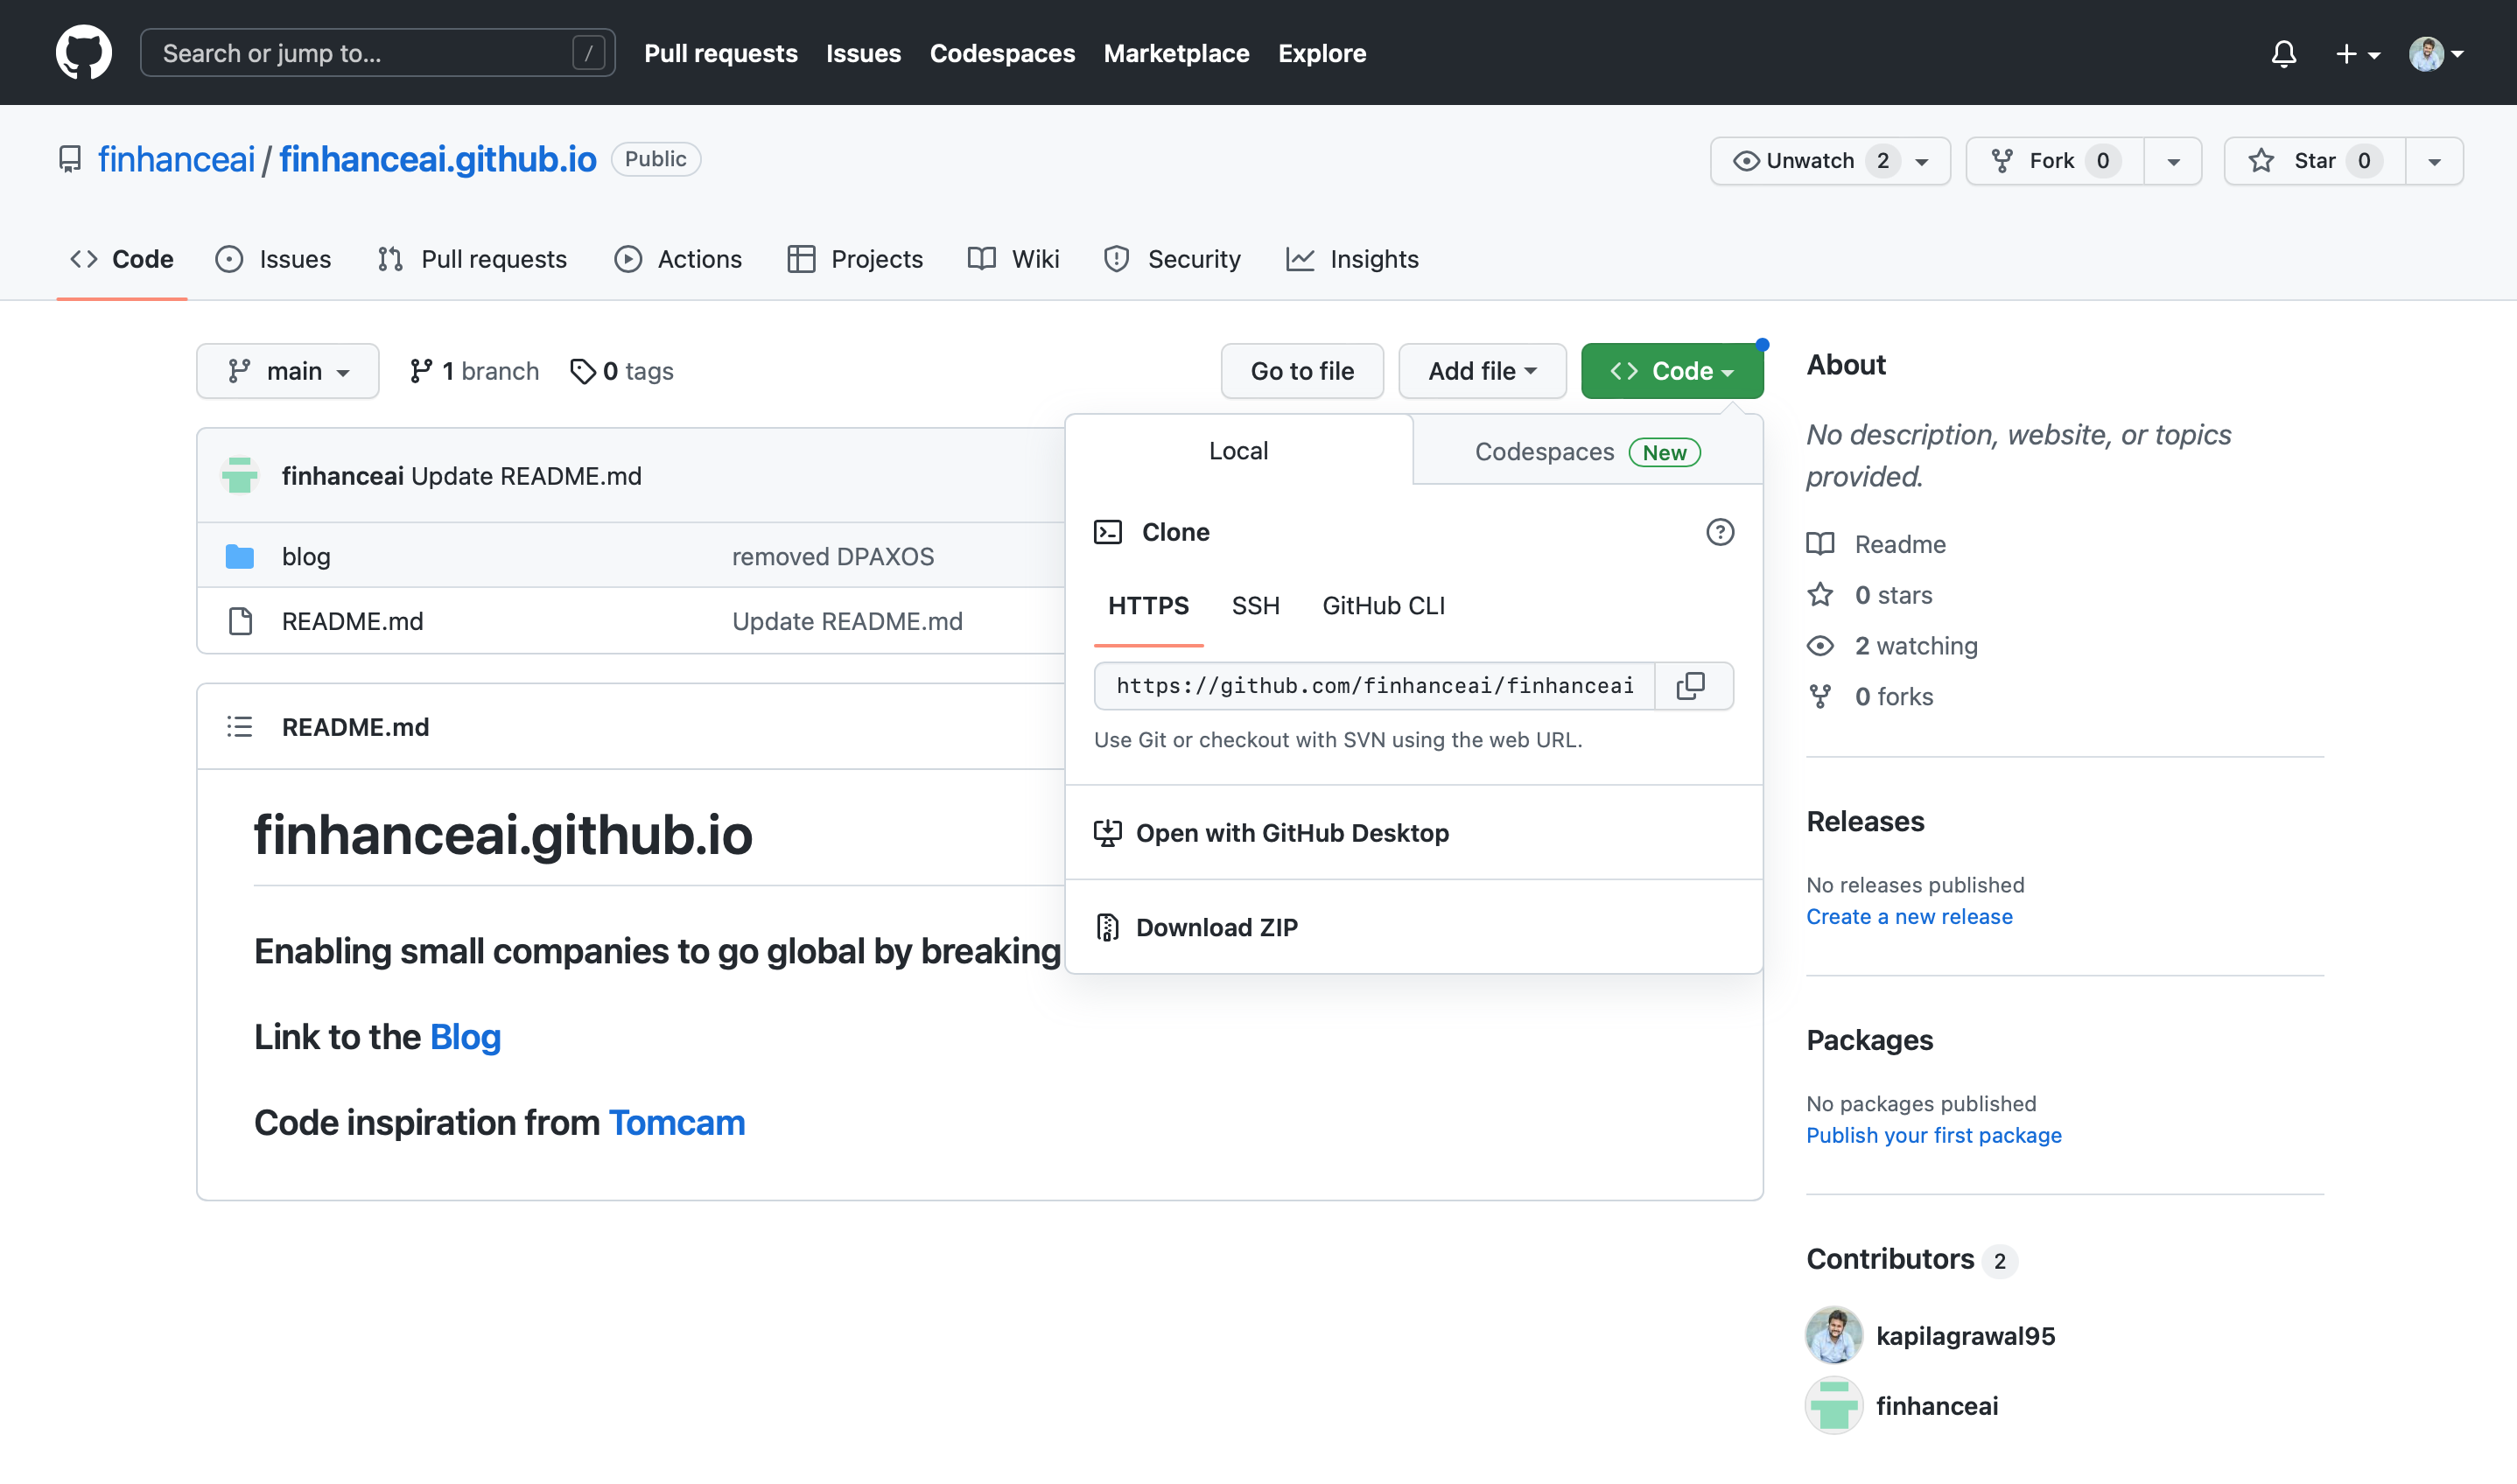 Search or jump to... /
Pull requests Issues Codespaces Marketplace Explore
finhanceai / finhanceai.github.io Public
Unwatch 2 Fork 0 Star 0
Code Issues Pull requests Actions Projects Wiki Security Insights
main 1 branch 0 tags
Go to file Add file Code
finhanceai Update README.md
blog removed DPAXOS
README.md Update README.md
README.md
finhanceai.github.io
Enabling small companies to go global by breaking
Link to the Blog
Code inspiration from Tomcam
Local Codespaces New
Clone
HTTPS SSH GitHub CLI
https://github.com/finhanceai/finhanceai
Use Git or checkout with SVN using the web URL.
Open with GitHub Desktop
Download ZIP
About
No description, website, or topics
provided.
Readme
0 stars
2 watching
0 forks
Releases
No releases published
Create a new release
Packages
No packages published
Publish your first package
Contributors 2
kapilagrawal95
finhanceai